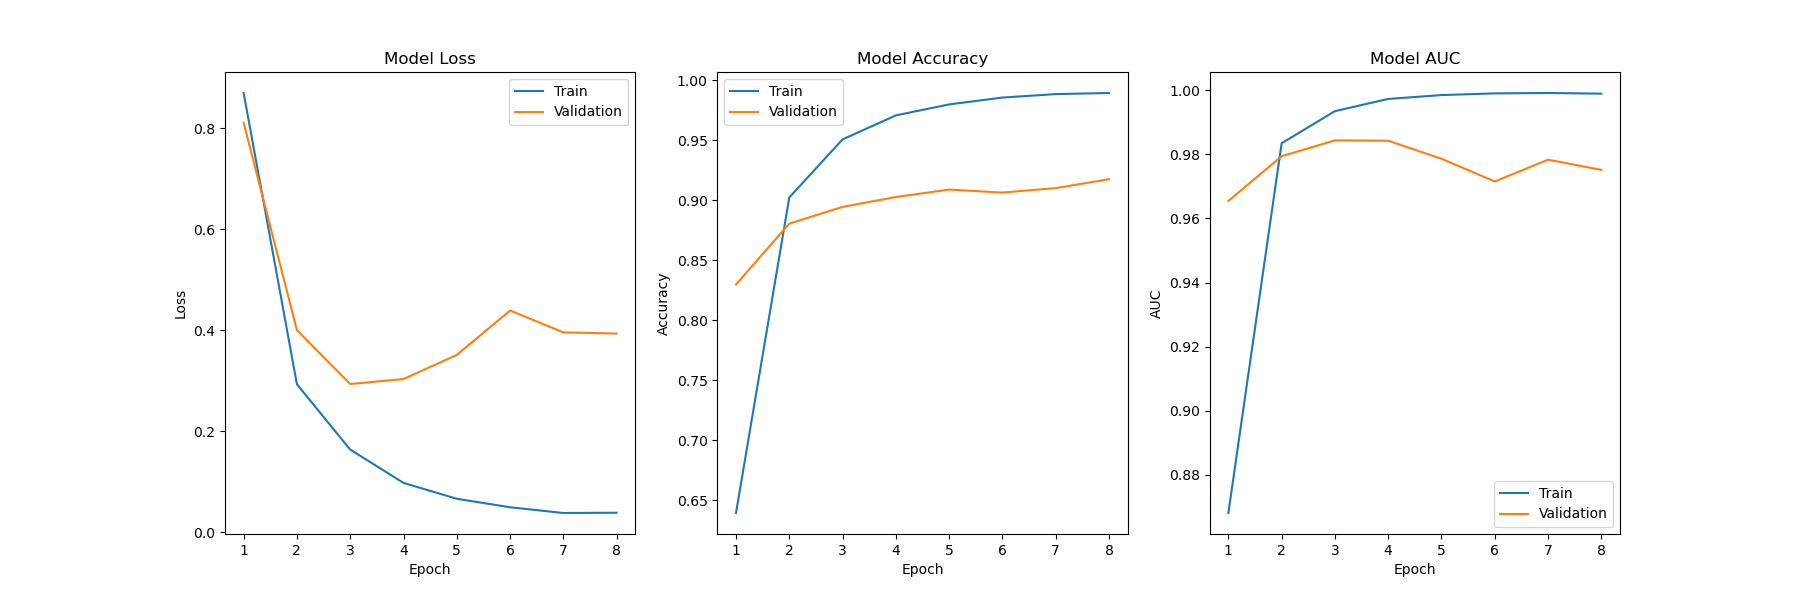 Model Loss
Train
Validation
0.8
0.6
0.4
0.2
0.0
Loss
1 2 3 4 5 6 7 8
Epoch
Model Accuracy
Train
Validation
1.00
0.95
0.90
0.85
0.80
0.75
0.70
0.65
Accuracy
1 2 3 4 5 6 7 8
Epoch
Model AUC
1.00
0.98
0.96
0.94
0.92
0.90
0.88
AUC
Train
Validation
1 2 3 4 5 6 7 8
Epoch